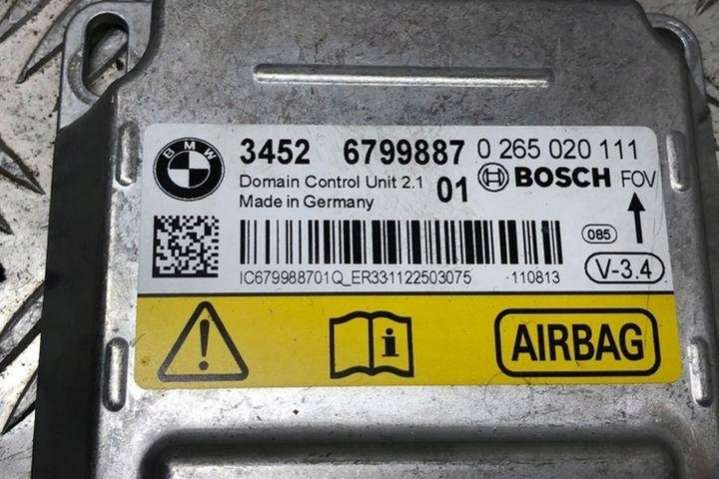 BMW
3452 6799887 0 265 020 111
Domain Control Unit 2.1 01 BOSCH FOV
Made in Germany
085
V-3.4
IC679988701Q_ER331122503075 -110813
i
AIRBAG